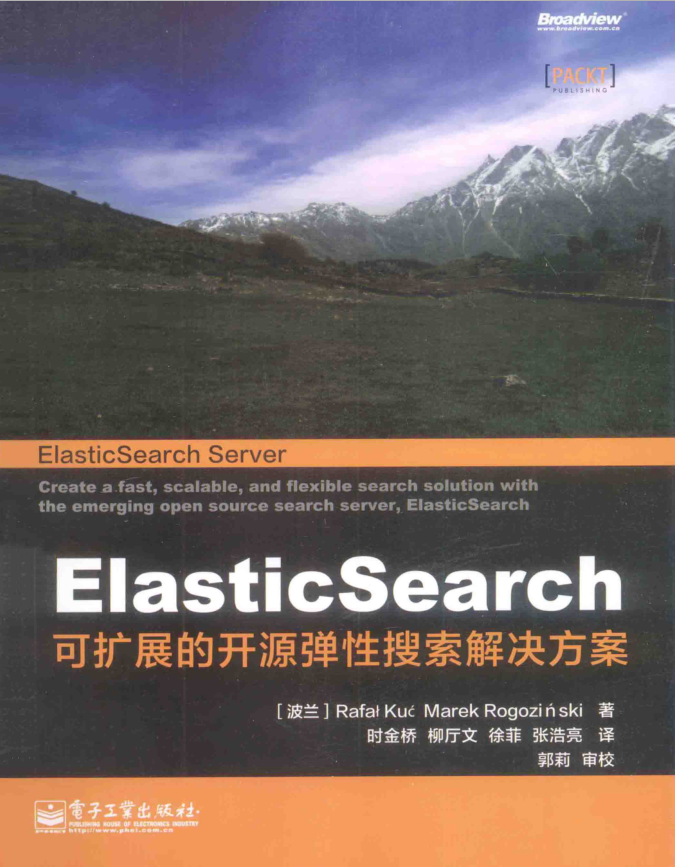 Broadview®
www.broadview.com.cn
[PACKT]
PUBLISHING
ElasticSearch Server
Create a fast, scalable, and flexible search solution with
the emerging open source search server, ElasticSearch
ElasticSearch
可扩展的开源弹性搜索解决方案
[波兰] Rafał Kuć Marek Rogoziński 著
时金桥 柳厅文 徐菲 张浩亮 译
郭莉 审校
電子工業出版社.
PUBLISHING HOUSE OF ELECTRONICS INDUSTRY
http://www.phei.com.cn